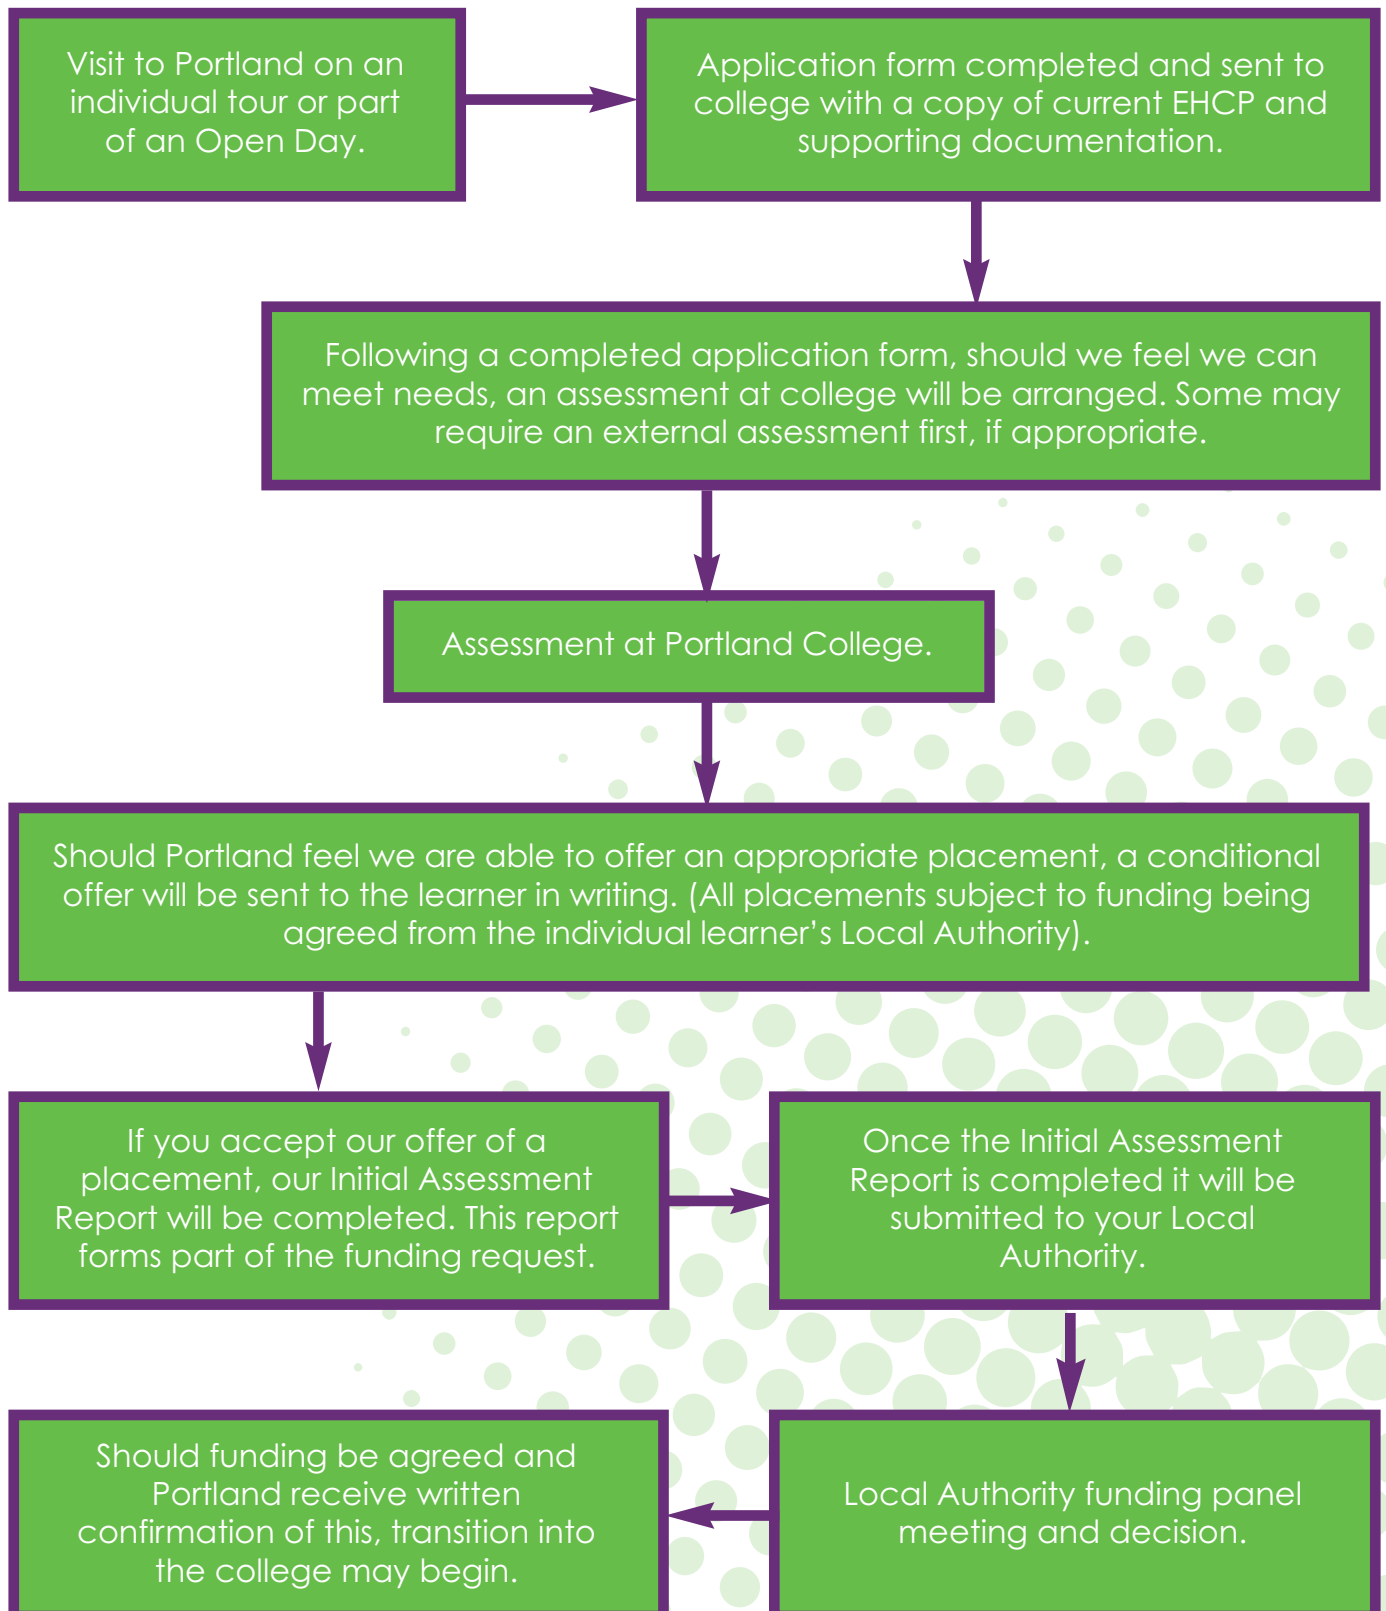 Visit to Portland on an
individual tour or part
of an Open Day.
Application form completed and sent to
college with a copy of current EHCP and
supporting documentation.
Following a completed application form, should we feel we can
meet needs, an assessment at college will be arranged. Some may
require an external assessment first, if appropriate.
Assessment at Portland College.
Should Portland feel we are able to offer an appropriate placement, a conditional
offer will be sent to the learner in writing. (All placements subject to funding being
agreed from the individual learner’s Local Authority).
If you accept our offer of a
placement, our Initial Assessment
Report will be completed. This report
forms part of the funding request.
Once the Initial Assessment
Report is completed it will be
submitted to your Local
Authority.
Local Authority funding panel
meeting and decision.
Should funding be agreed and
Portland receive written
confirmation of this, transition into
the college may begin.